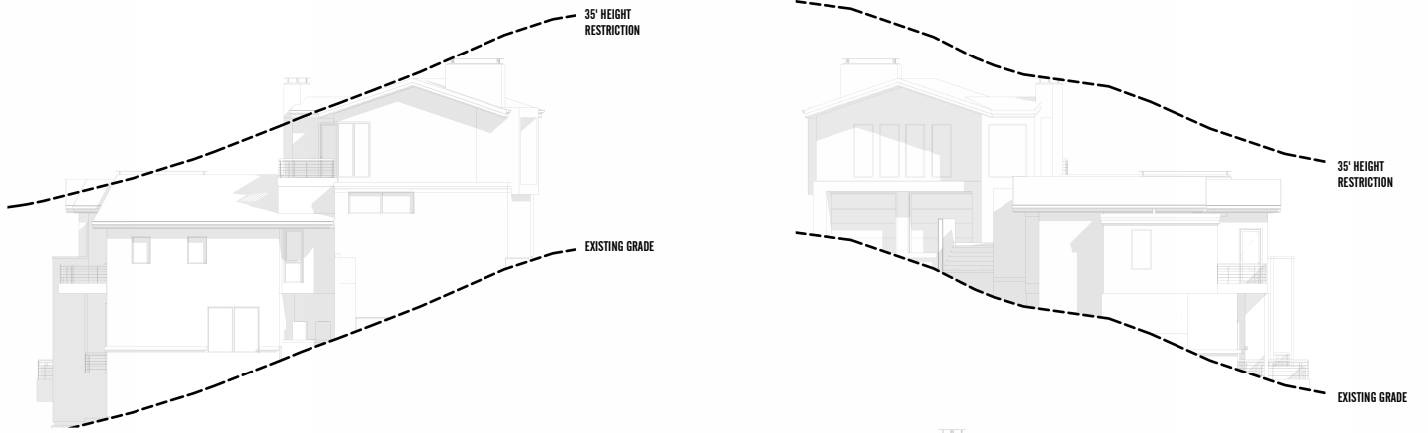 35' HEIGHT
RESTRICTION
EXISTING GRADE
35' HEIGHT
RESTRICTION
EXISTING GRADE